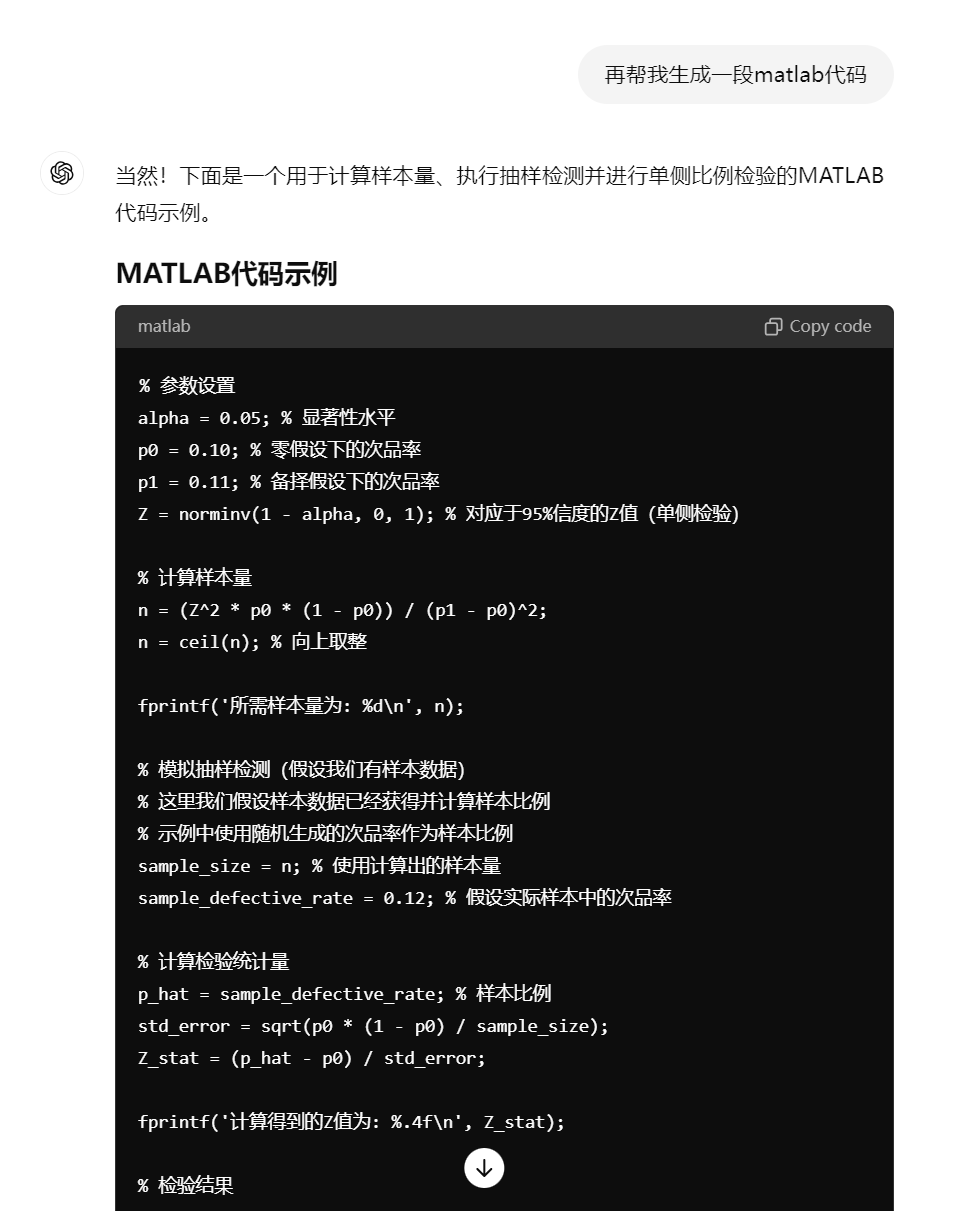 再帮我生成一段matlab代码
当然！下面是一个用于计算样本量、执行抽样检测并进行单侧比例检验的MATLAB
代码示例。
MATLAB代码示例
matlab
Copy code
% 参数设置
alpha = 0.05; % 显著性水平
p0 = 0.10; % 零假设下的次品率
p1 = 0.11; % 备择假设下的次品率
Z = norminv(1 - alpha, 0, 1); % 对应于95%信度的Z值（单侧检验）
% 计算样本量
n = (Z^2 * p0 * (1 - p0)) / (p1 - p0)^2;
n = ceil(n); % 向上取整
fprintf('所需样本量为: %d\n', n);
% 模拟抽样检测（假设我们有样本数据）
% 这里我们假设样本数据已经获得并计算样本比例
% 示例中使用随机生成的次品率作为样本比例
sample_size = n; % 使用计算出的样本量
sample_defective_rate = 0.12; % 假设实际样本中的次品率
% 计算检验统计量
p_hat = sample_defective_rate; % 样本比例
std_error = sqrt(p0 * (1 - p0) / sample_size);
Z_stat = (p_hat - p0) / std_error;
fprintf('计算得到的Z值为: %.4f\n', Z_stat);
% 检验结果